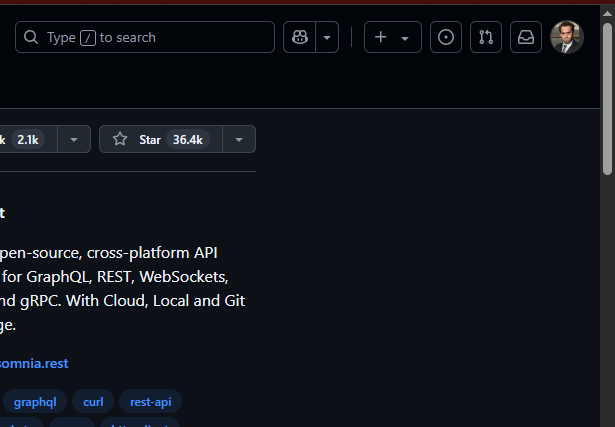 Type / to search
k 2.1k
Star 36.4k
t
pen-source, cross-platform API
for GraphQL, REST, WebSockets,
nd gRPC. With Cloud, Local and Git
ge.
somnia.rest
graphql curl rest-api